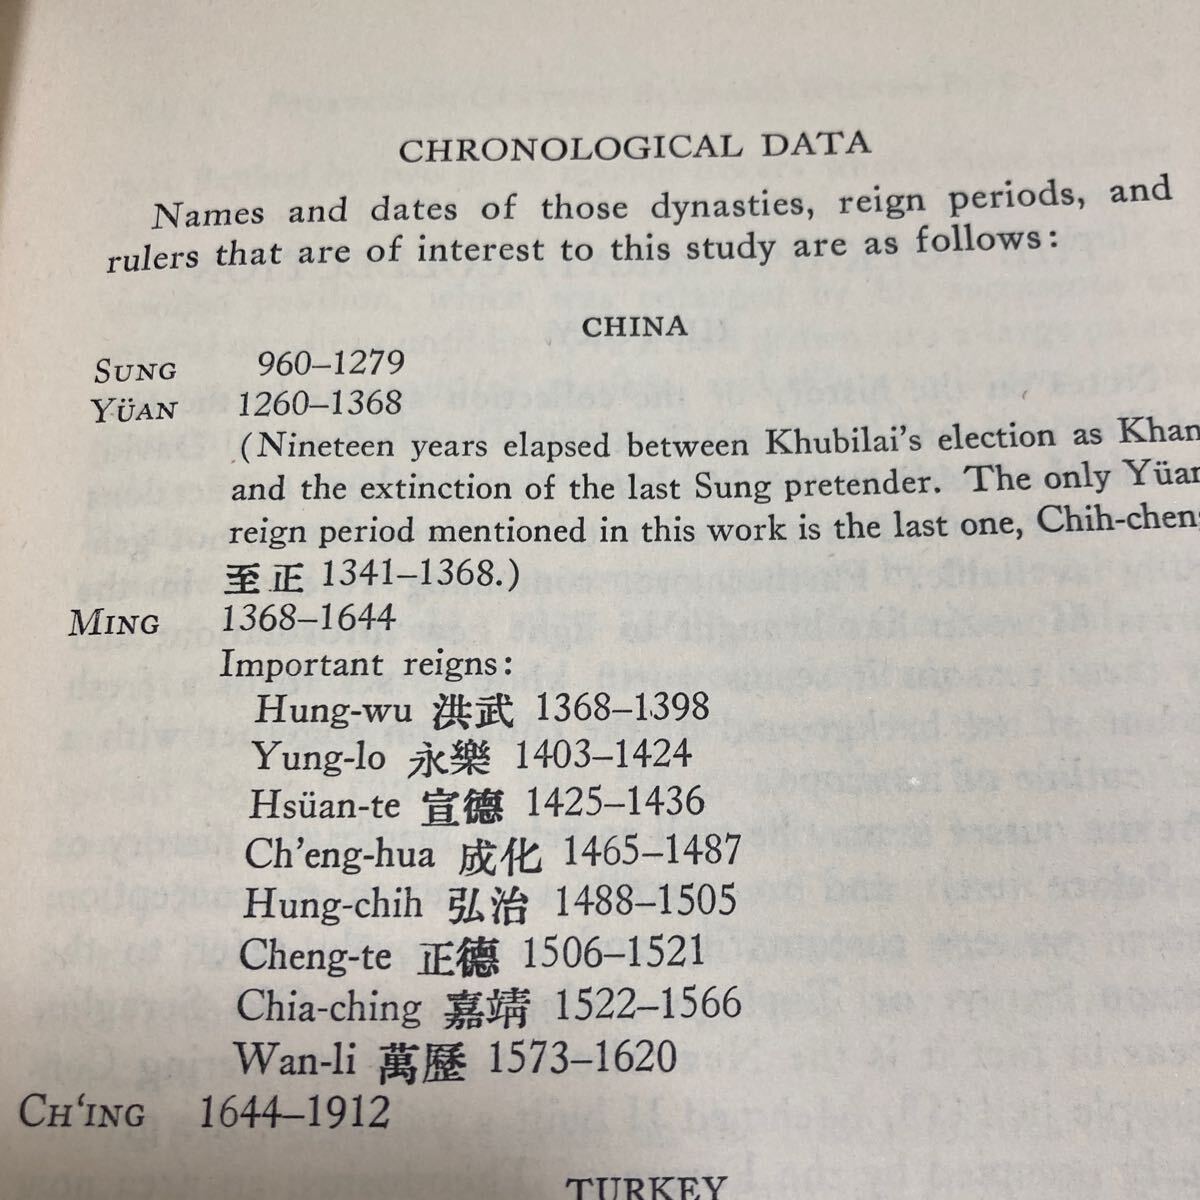 CHRONOLOGICAL DATA
Names and dates of those dynasties, reign periods, and
rulers that are of interest to this study are as follows:
CHINA
SUNG 960–1279
YÜAN 1260–1368
(Nineteen years elapsed between Khubilai's election as Khan
and the extinction of the last Sung pretender. The only Yüan
reign period mentioned in this work is the last one, Chih-cheng
至正 1341–1368.)
MING 1368–1644
Important reigns:
Hung-wu 洪武 1368–1398
Yung-lo 永樂 1403–1424
Hsüan-te 宣德 1425–1436
Ch'eng-hua 成化 1465–1487
Hung-chih 弘治 1488–1505
Cheng-te 正德 1506–1521
Chia-ching 嘉靖 1522–1566
Wan-li 萬歷 1573–1620
CH'ING 1644–1912
TURKEY